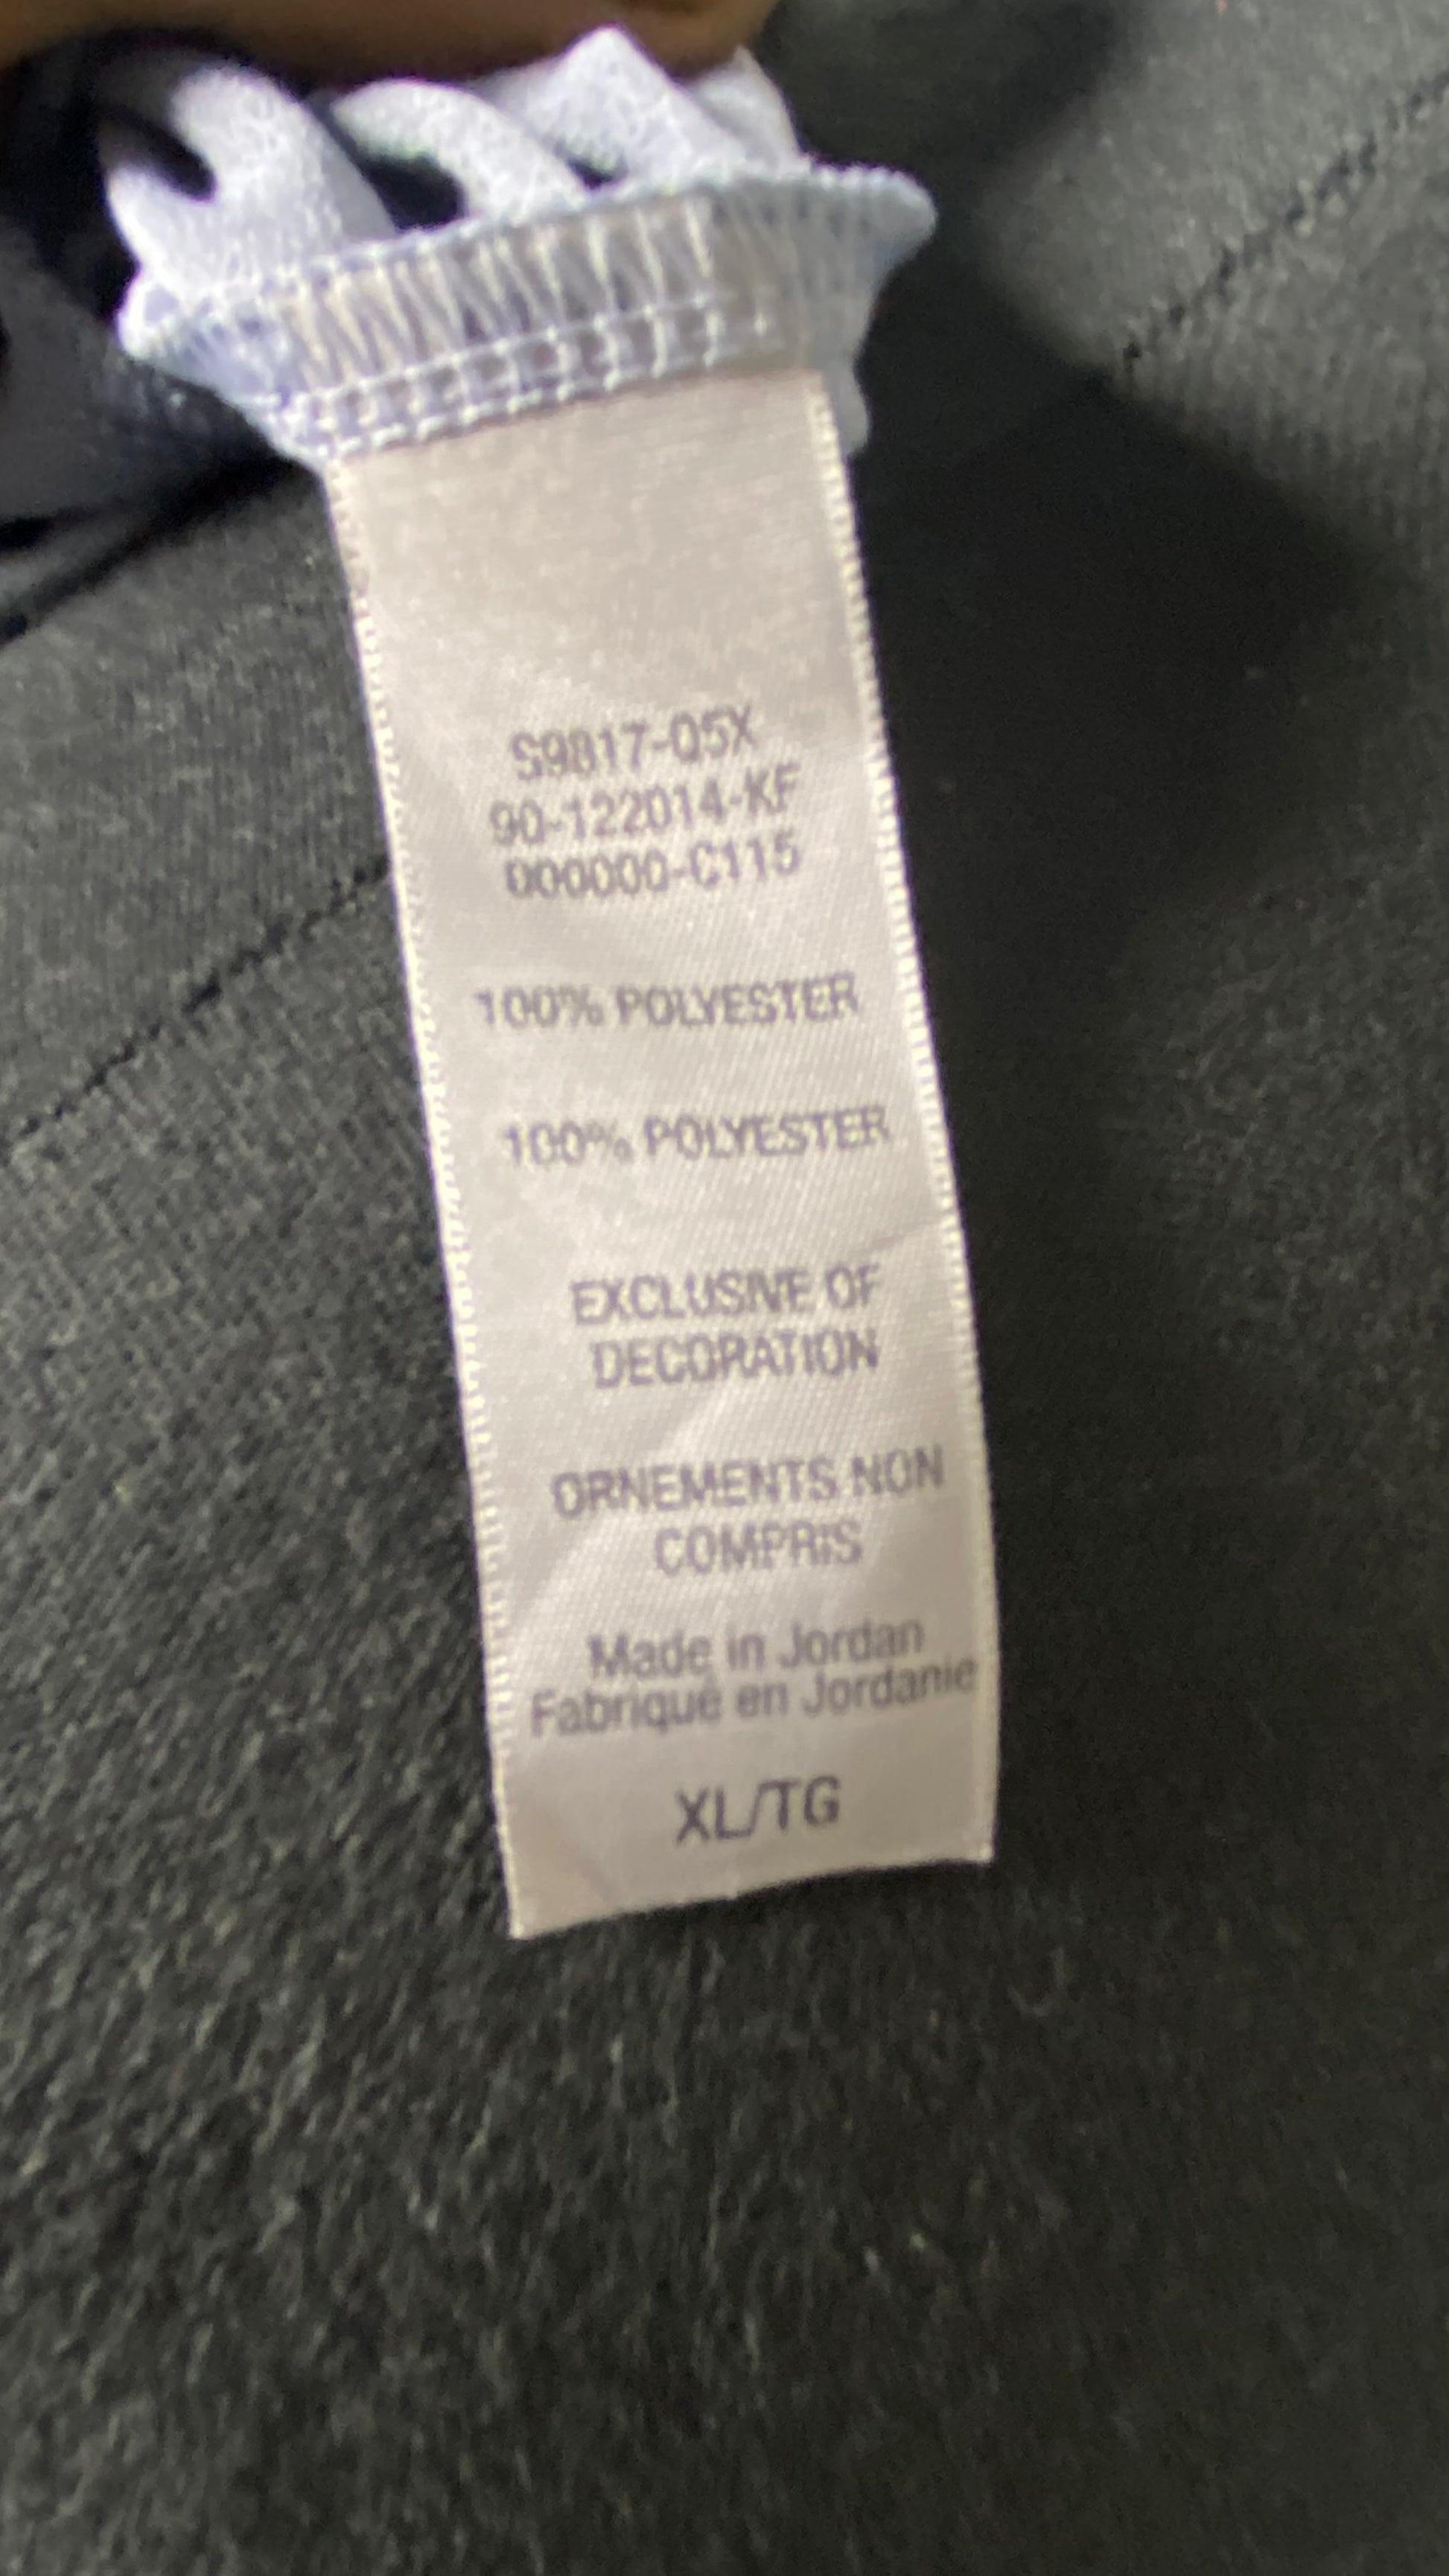 S9817-Q5X
90-122014-KF
000000-C115
100% POLYESTER
100% POLYESTER
EXCLUSIVE OF
DECORATION
ORNEMENTS NON
COMPRIS
Made in Jordan
Fabriqué en Jordanie
XL/TG